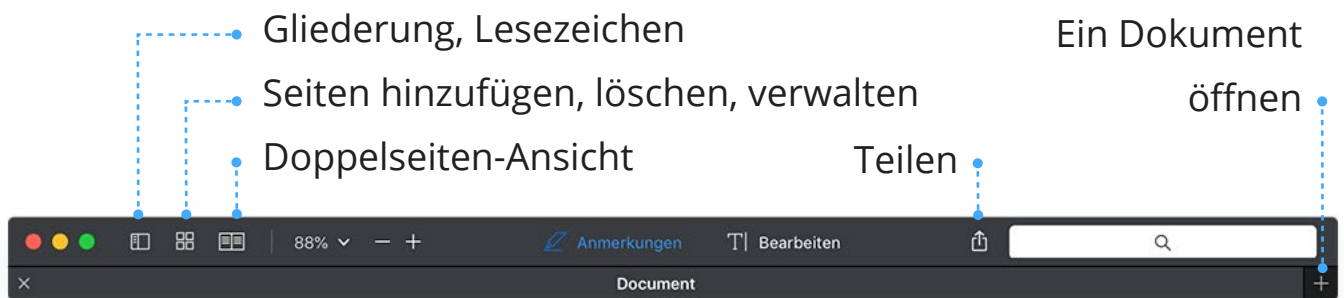 Gliederung, Lesezeichen
Ein Dokument
Seiten hinzufügen, löschen, verwalten
öffnen
Doppelseiten-Ansicht
Teilen
88%
Anmerkungen
T| Bearbeiten
Document